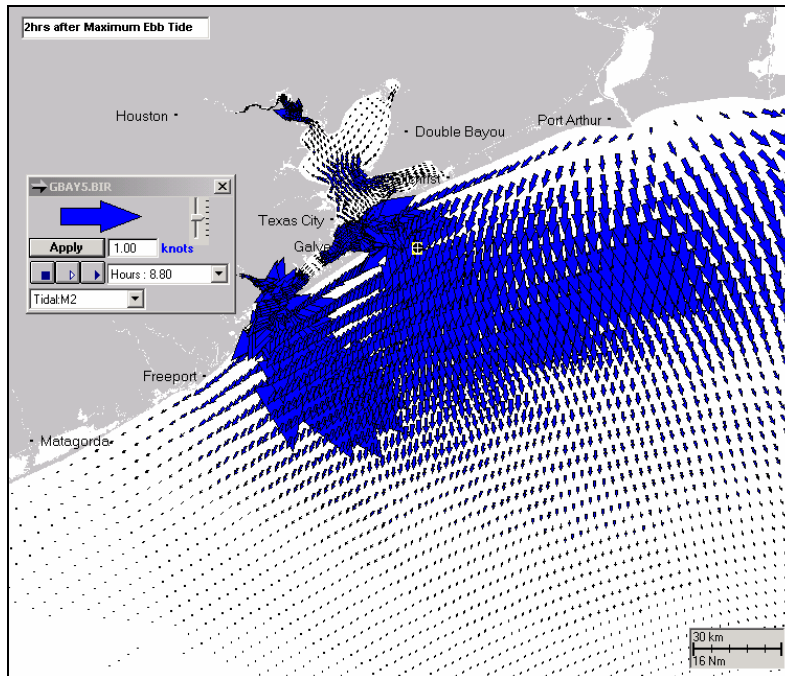 2hrs after Maximum Ebb Tide
Houston
Port Arthur
Double Bayou
GBAY5.BIR
Texas City
Apply
1.00
knots
Hours : 8.80
Tidal:M2
Freeport
Matagorda
30 km
16 Nm